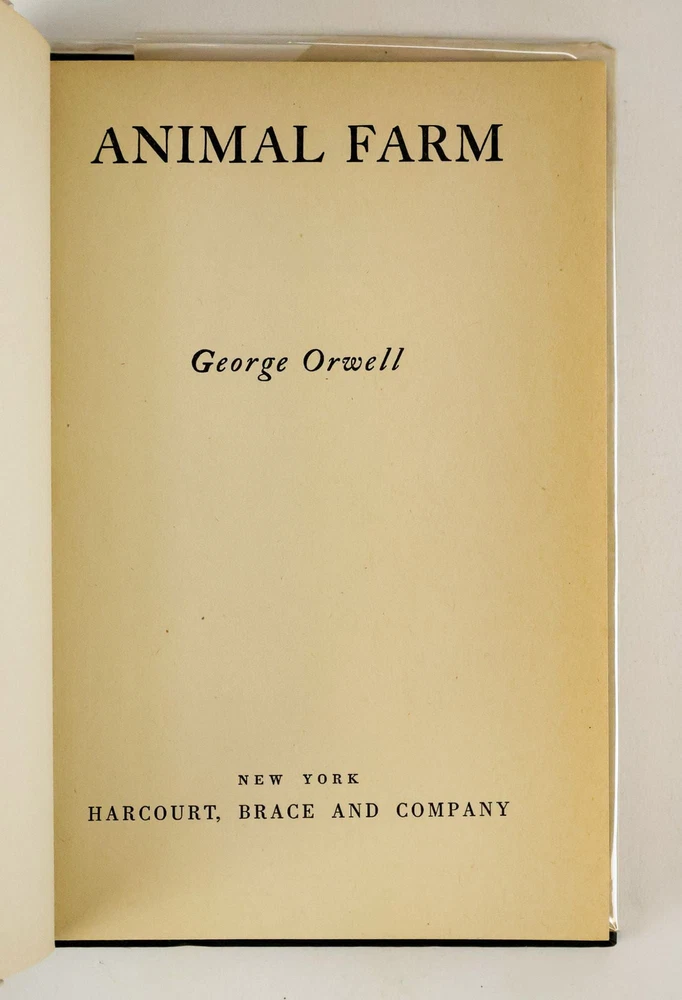 ANIMAL FARM
George Orwell
NEW YORK
HARCOURT, BRACE AND COMPANY